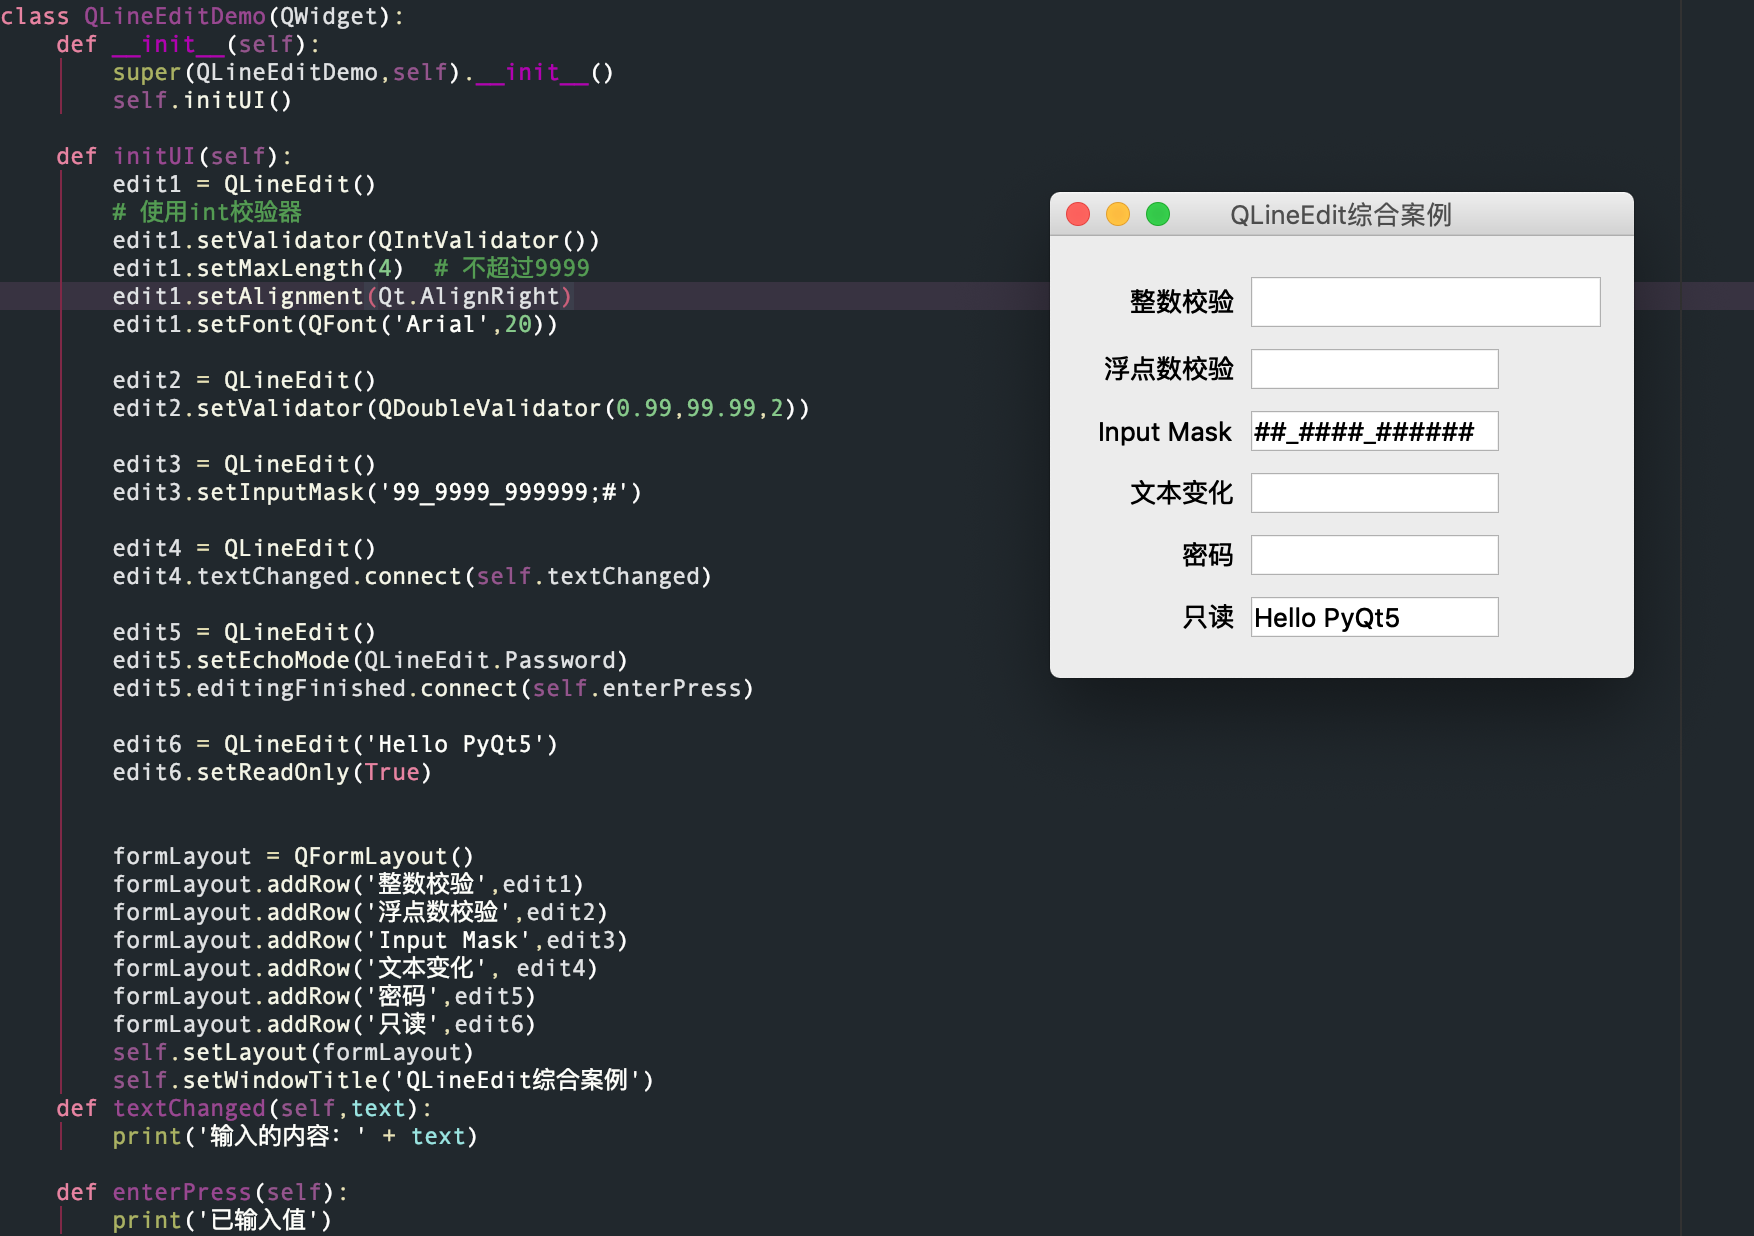 class QLineEditDemo(QWidget):
    def __init__(self):
        super(QLineEditDemo,self).__init__()
        self.initUI()

    def initUI(self):
        edit1 = QLineEdit()
        # 使用int校验器
        edit1.setValidator(QIntValidator())
        edit1.setMaxLength(4)  # 不超过9999
        edit1.setAlignment(Qt.AlignRight)
        edit1.setFont(QFont('Arial',20))

        edit2 = QLineEdit()
        edit2.setValidator(QDoubleValidator(0.99,99.99,2))

        edit3 = QLineEdit()
        edit3.setInputMask('99_9999_999999;#')

        edit4 = QLineEdit()
        edit4.textChanged.connect(self.textChanged)

        edit5 = QLineEdit()
        edit5.setEchoMode(QLineEdit.Password)
        edit5.editingFinished.connect(self.enterPress)

        edit6 = QLineEdit('Hello PyQt5')
        edit6.setReadOnly(True)


        formLayout = QFormLayout()
        formLayout.addRow('整数校验',edit1)
        formLayout.addRow('浮点数校验',edit2)
        formLayout.addRow('Input Mask',edit3)
        formLayout.addRow('文本变化', edit4)
        formLayout.addRow('密码',edit5)
        formLayout.addRow('只读',edit6)
        self.setLayout(formLayout)
        self.setWindowTitle('QLineEdit综合案例')
    def textChanged(self,text):
        print('输入的内容: ' + text)

    def enterPress(self):
        print('已输入值')
QLineEdit综合案例
整数校验
浮点数校验
Input Mask ##_####_######
文本变化
密码
只读 Hello PyQt5